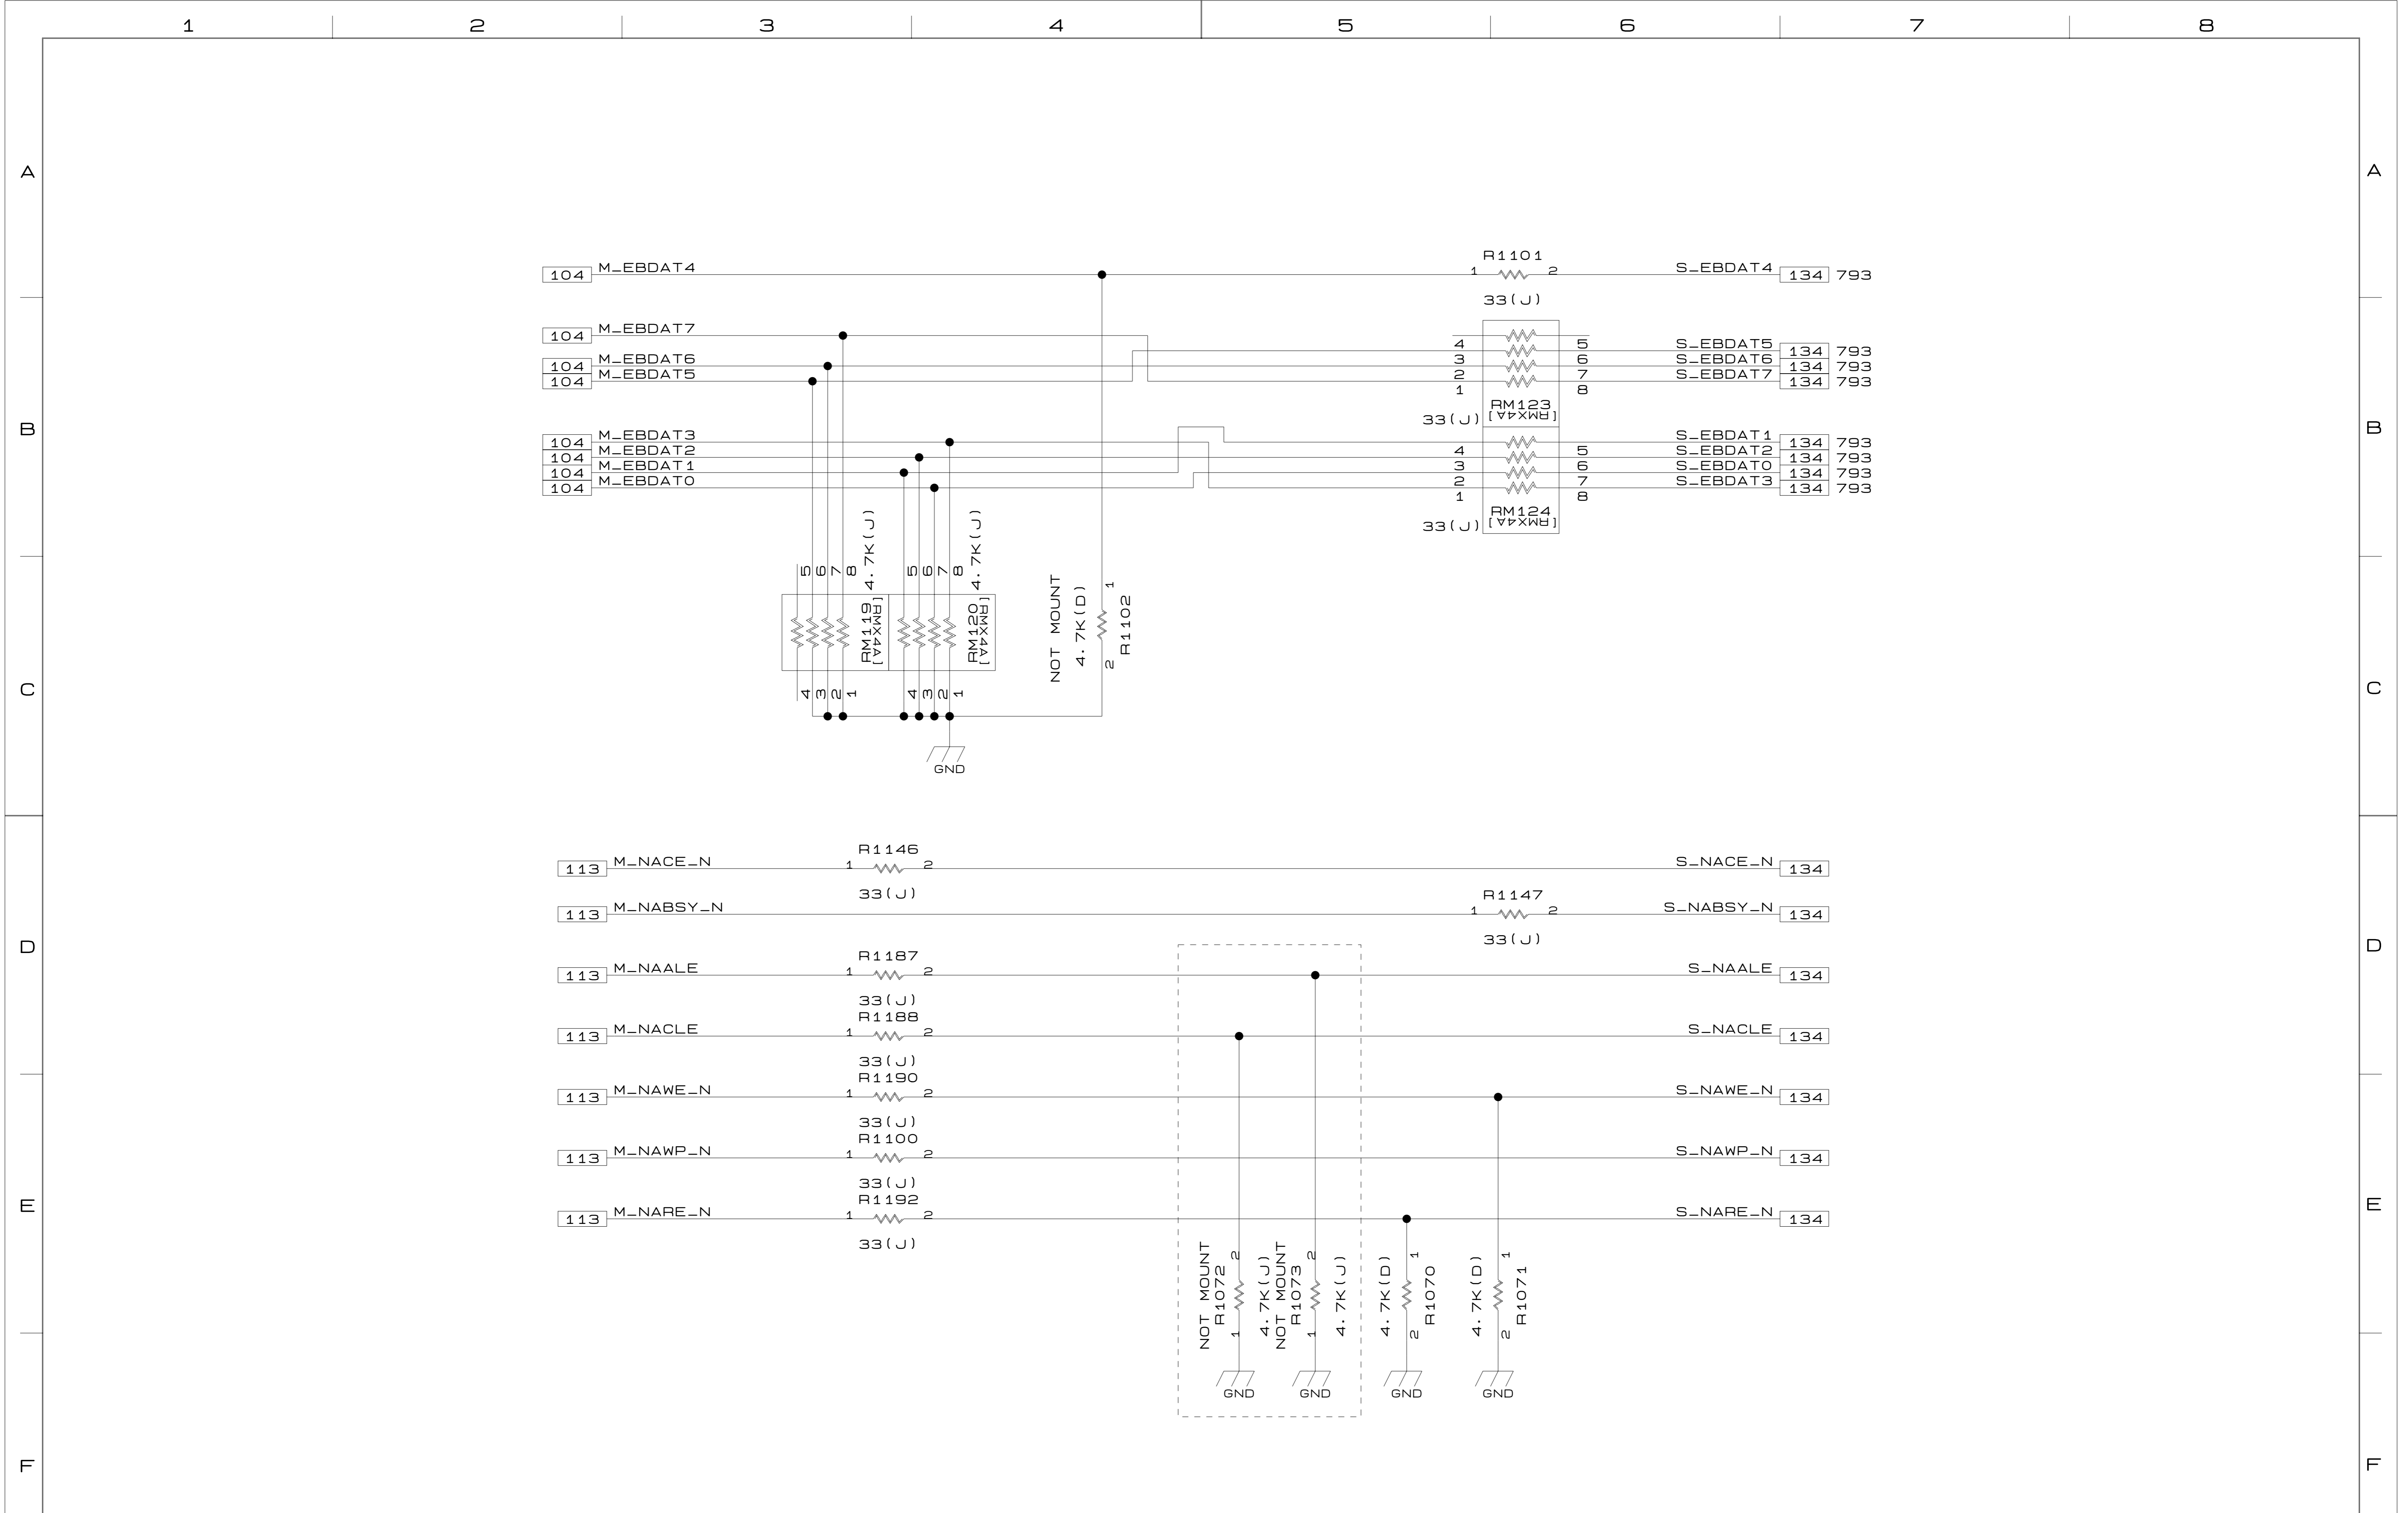 1 2 3 4 5 6 7 8
A A
R1101
104 M_EBDAT4 1 2 S_EBDAT4 134 793
33(J)
104 M_EBDAT7
4 5 S_EBDAT5 134 793
104 M_EBDAT6 3 6 S_EBDAT6 134 793
104 M_EBDAT5 2 7 S_EBDAT7 134 793
1 8
RM123
33(J) [RMX4A]
B B
104 M_EBDAT3 S_EBDAT1 134 793
104 M_EBDAT2 4 5 S_EBDAT2 134 793
104 M_EBDAT1 3 6 S_EBDAT0 134 793
104 M_EBDAT0 2 7 S_EBDAT3 134 793
1 8
RM124
33(J) [RMX4A]
5 6 7 8 4.7K(J) 5 6 7 8 4.7K(J)
RM119 [RMX4A] RM120 [RMX4A]
NOT MOUNT
4.7K(D)
1 2
R1102
C C
4 3 2 1 4 3 2 1
GND
R1146
113 M_NACE_N 1 2 S_NACE_N 134
33(J)
R1147
113 M_NABSY_N 1 2 S_NABSY_N 134
33(J)
D D
R1187
113 M_NAALE 1 2 S_NAALE 134
33(J)
R1188
113 M_NACLE 1 2 S_NACLE 134
33(J)
R1190
113 M_NAWE_N 1 2 S_NAWE_N 134
33(J)
R1100
113 M_NAWP_N 1 2 S_NAWP_N 134
33(J)
E E
R1192
113 M_NARE_N 1 2 S_NARE_N 134
33(J)
NOT MOUNT
R1072
2 1
4.7K(J)
NOT MOUNT
R1073
2 1
4.7K(J)
4.7K(D)
1 2
R1070
4.7K(D)
1 2
R1071
GND GND GND GND
F F